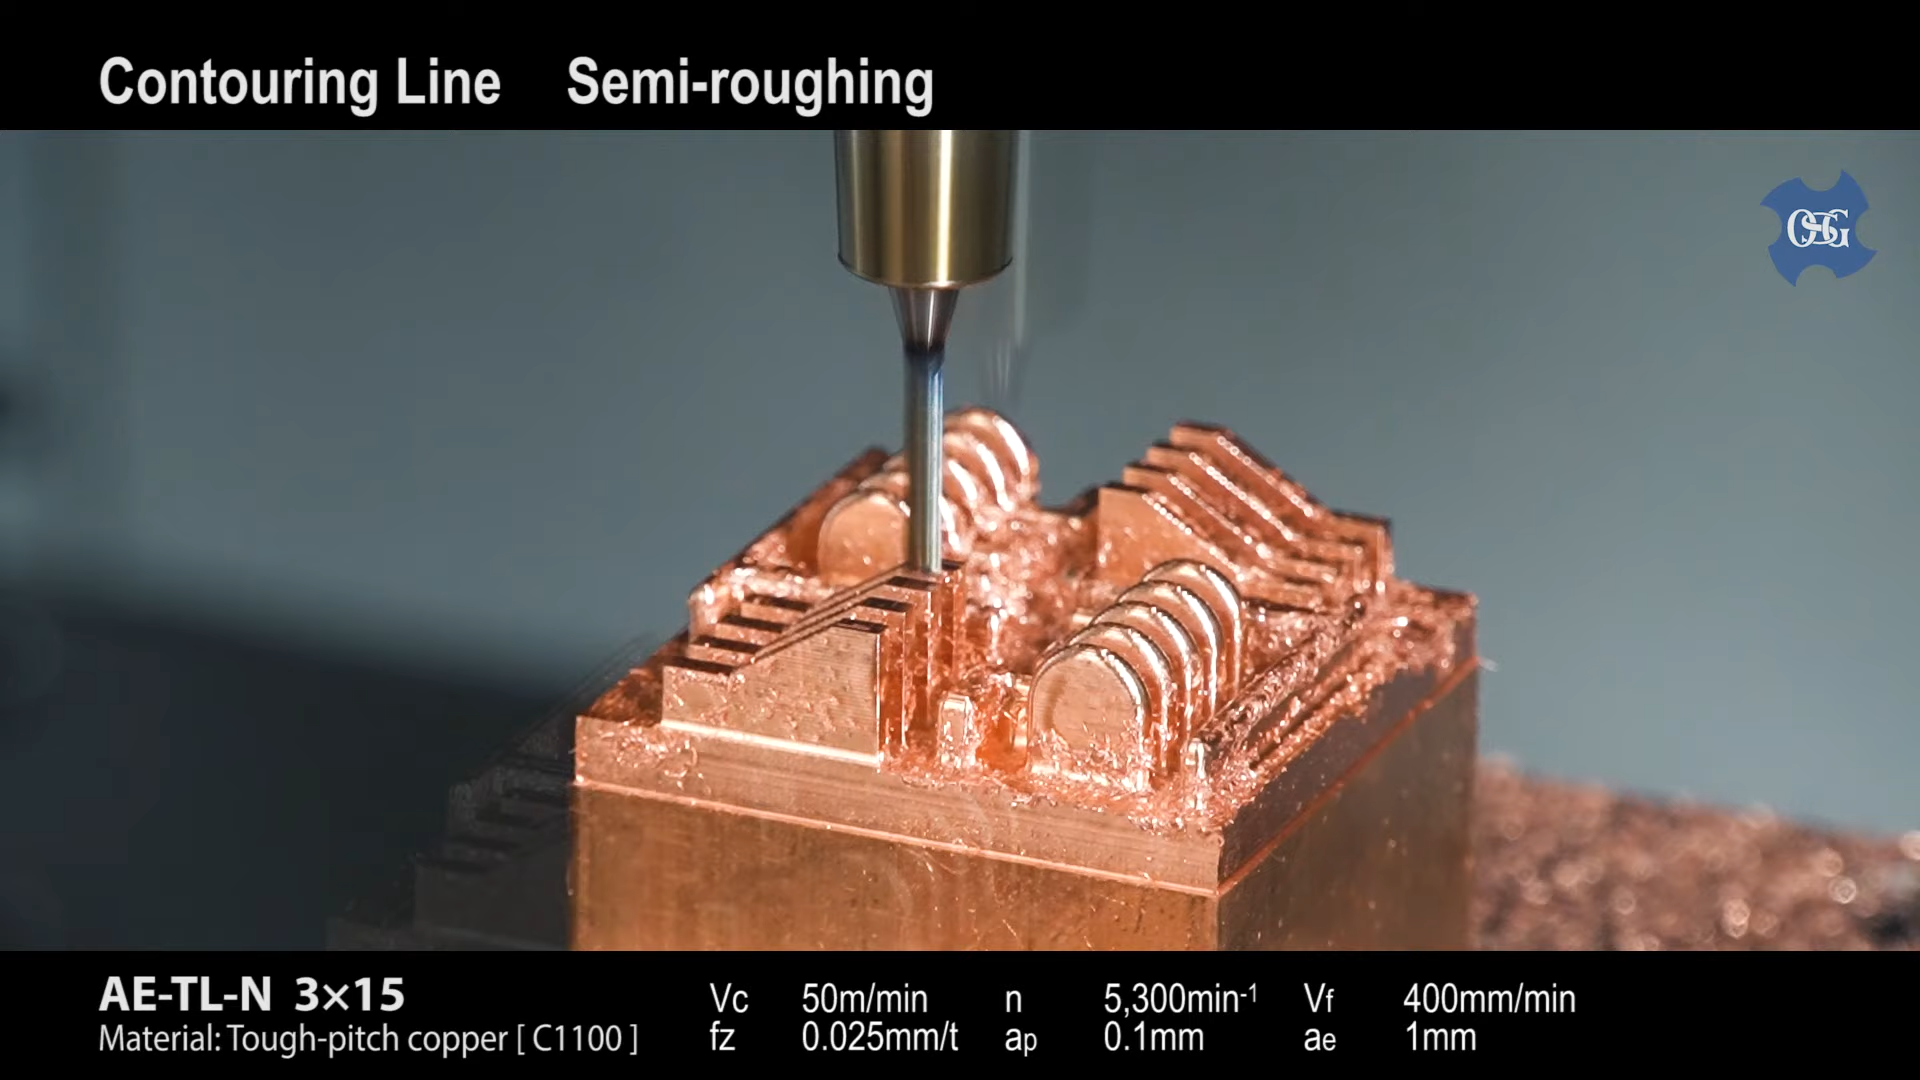 Contouring Line Semi-roughing
OSG
AE-TL-N 3×15
Material: Tough-pitch copper [ C1100 ]
Vc 50m/min n 5,300min-1 Vf 400mm/min
fz 0.025mm/t ap 0.1mm ae 1mm